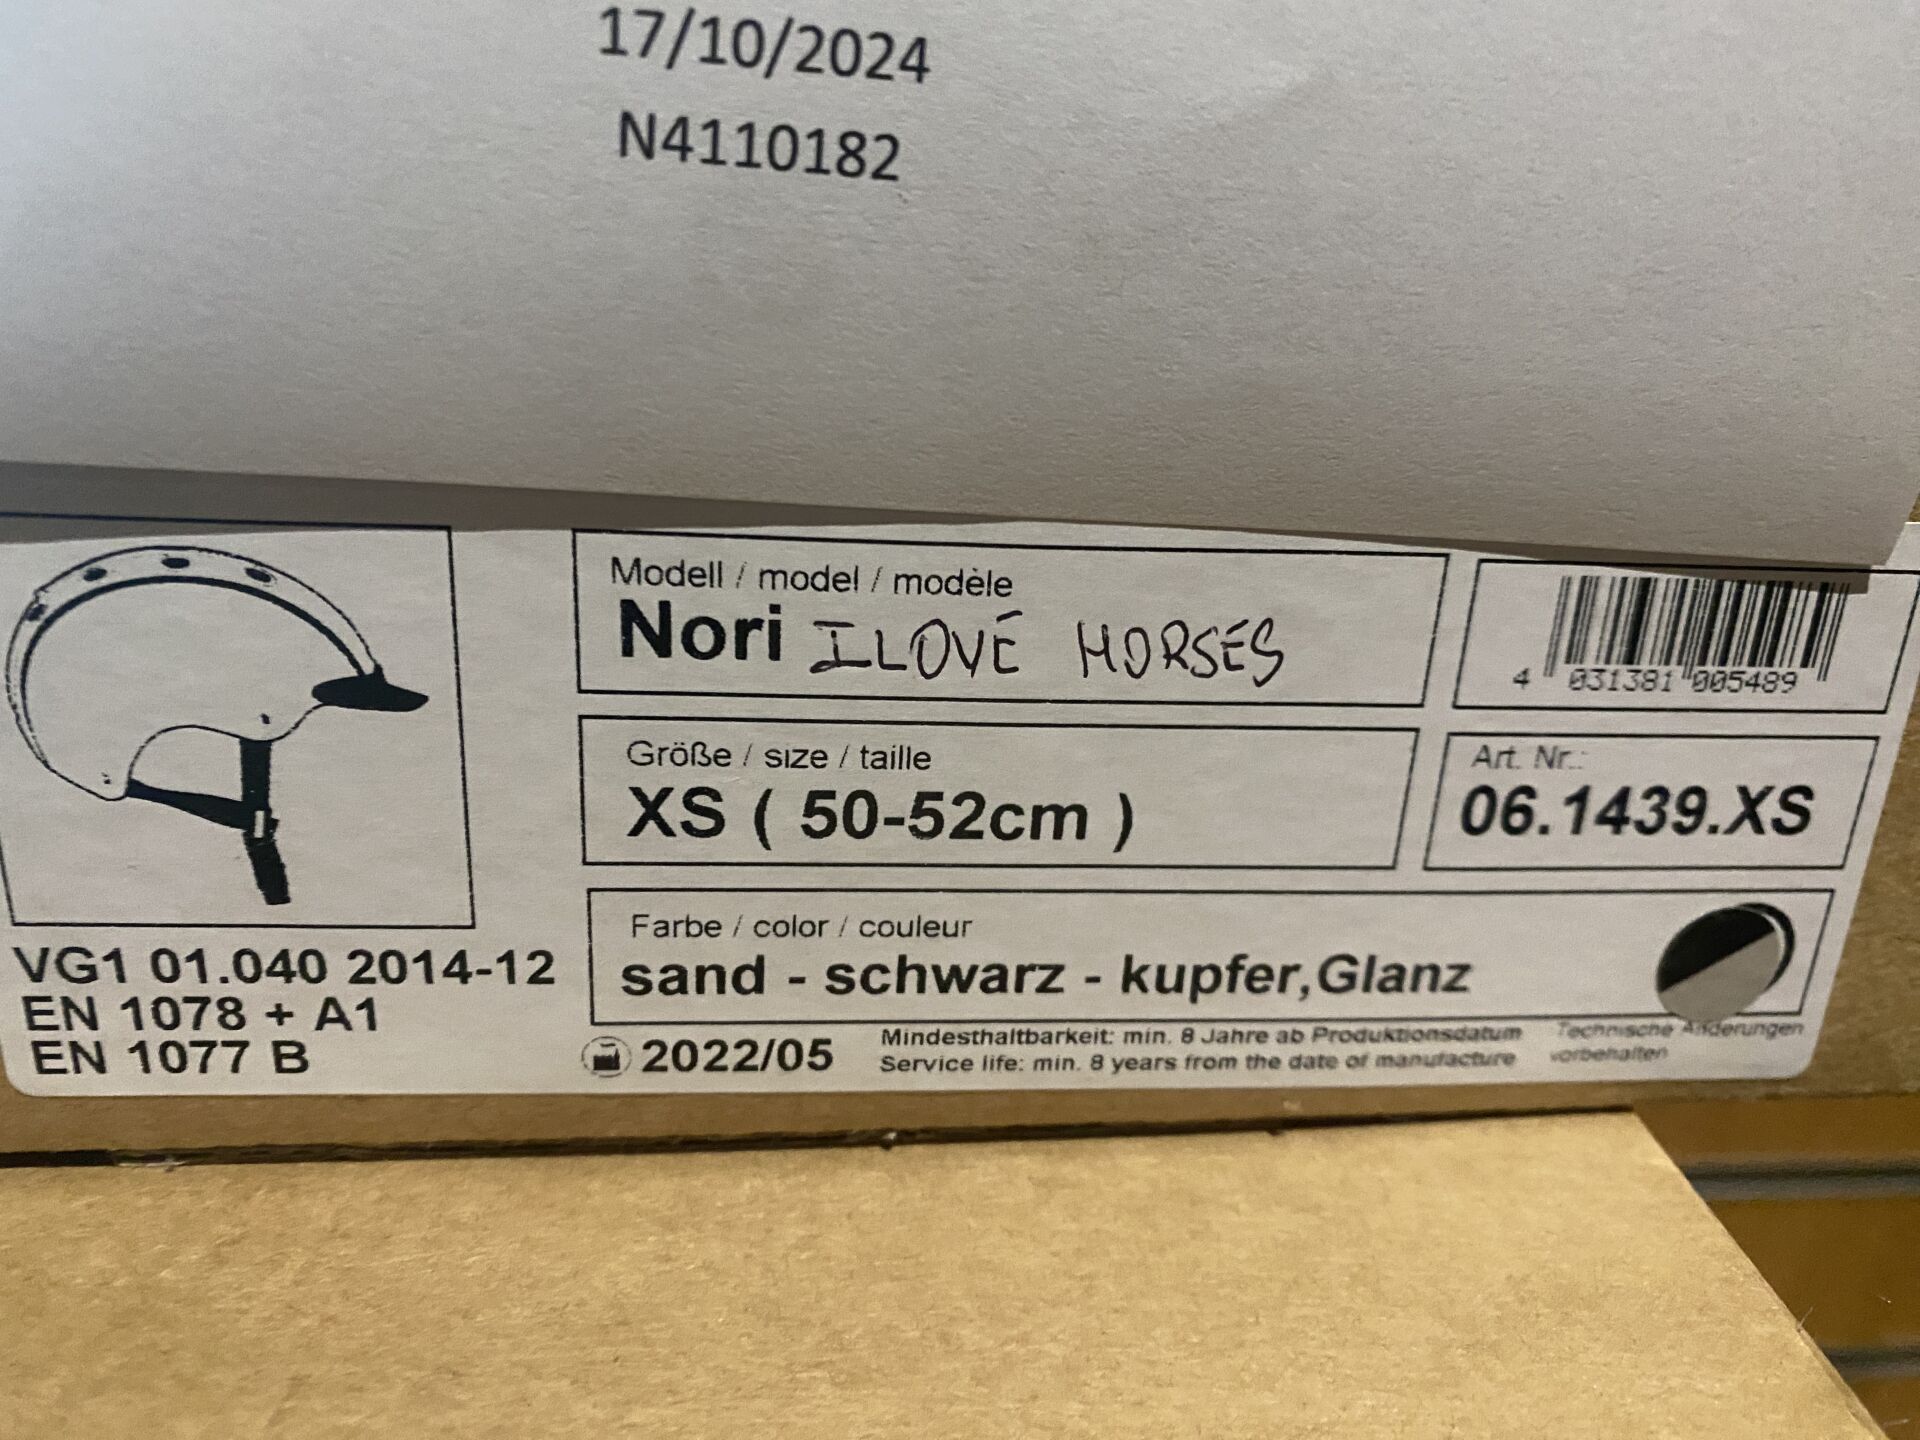 17/10/2024
N4110182
Modell / model / modèle
Nori ILOVE HORSES
4 031381 005489
Größe / size / taille
XS ( 50-52cm )
Art. Nr.:
06.1439.XS
Farbe / color / couleur
sand - schwarz - kupfer,Glanz
VG1 01.040 2014-12
EN 1078 + A1
EN 1077 B
2022/05
Mindesthaltbarkeit: min. 8 Jahre ab Produktionsdatum
Service life: min. 8 years from the date of manufacture
Technische Änderungen
vorbehalten